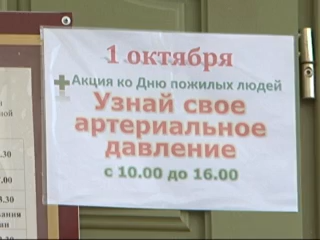 1 октября
Акция ко Дню пожилых людей
Узнай свое
артериальное
давление
с 10.00 до 16.00